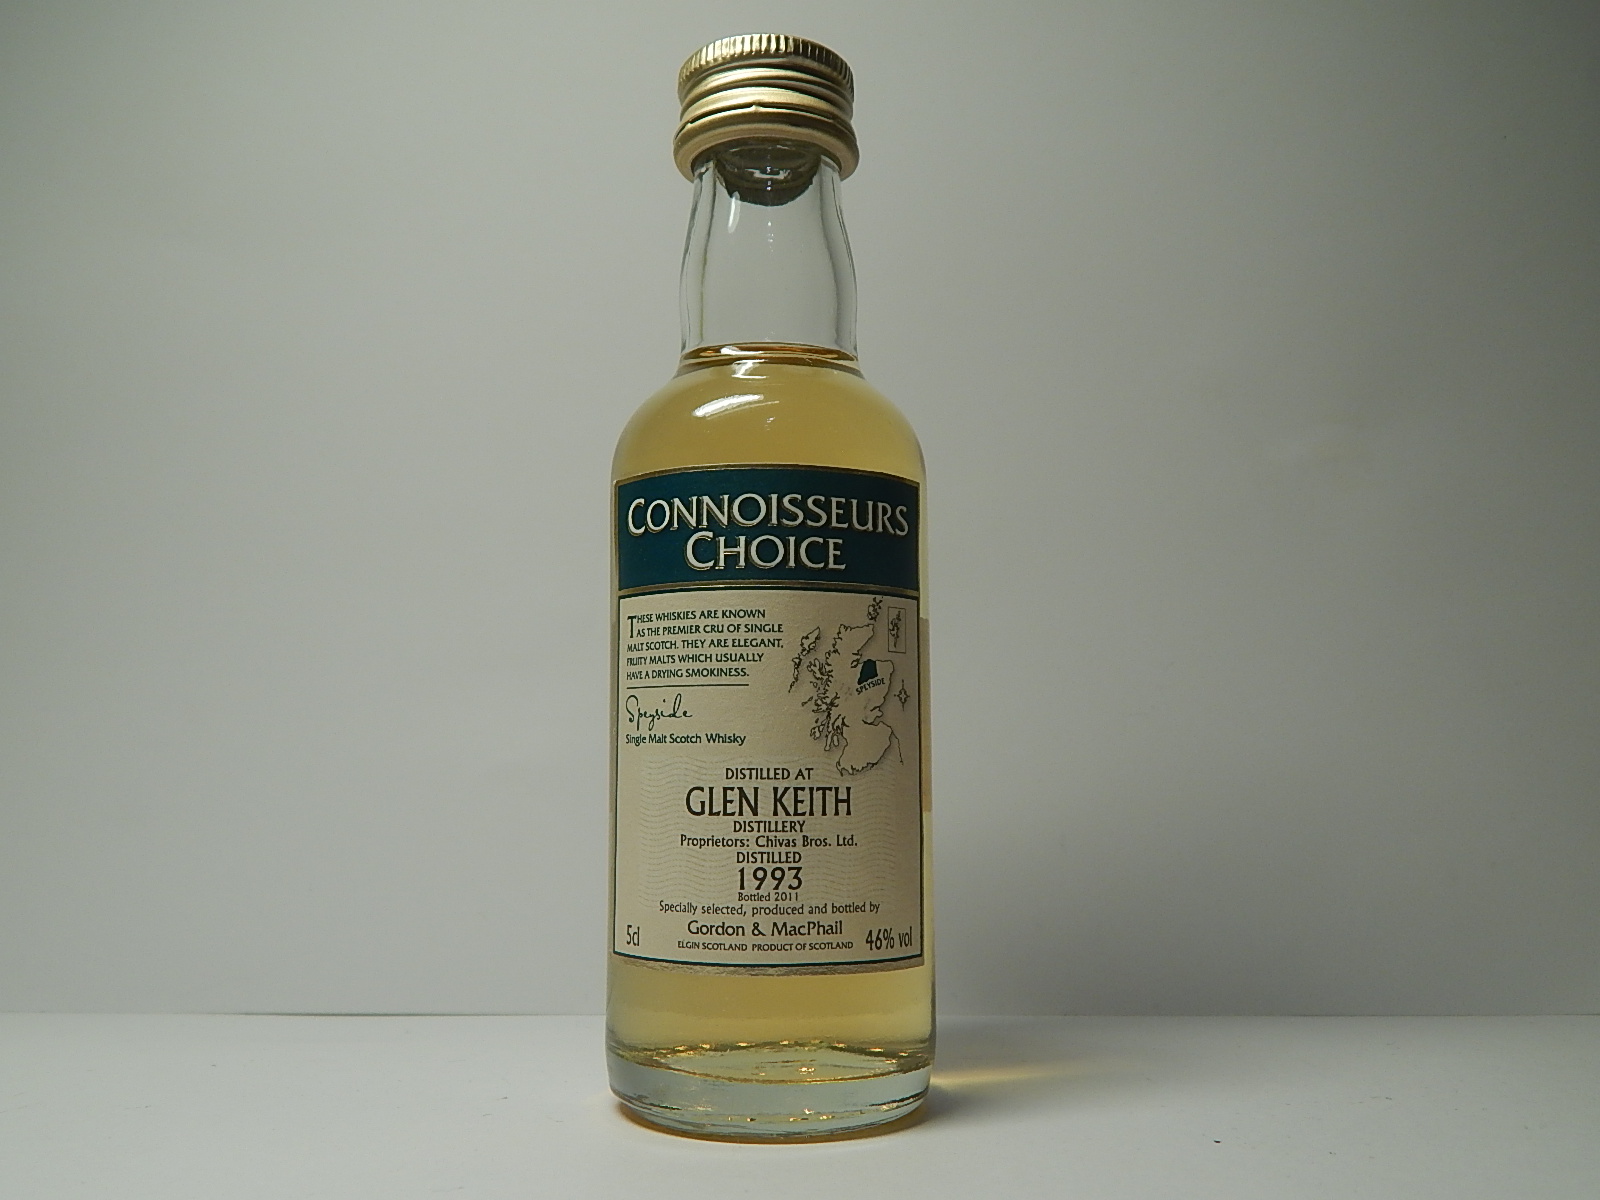 CONNOISSEURS
CHOICE
THESE WHISKIES ARE KNOWN
AS THE PREMIER CRU OF SINGLE
MALT SCOTCH. THEY ARE ELEGANT,
FRUITY MALTS WHICH USUALLY
HAVE A DRYING SMOKINESS.
SPEYSIDE
Speyside
Single Malt Scotch Whisky
DISTILLED AT
GLEN KEITH
DISTILLERY
Proprietors: Chivas Bros. Ltd.
DISTILLED
1993
Bottled 2011
Specially selected, produced and bottled by
Gordon & MacPhail
5cl ELGIN SCOTLAND PRODUCT OF SCOTLAND 46% vol